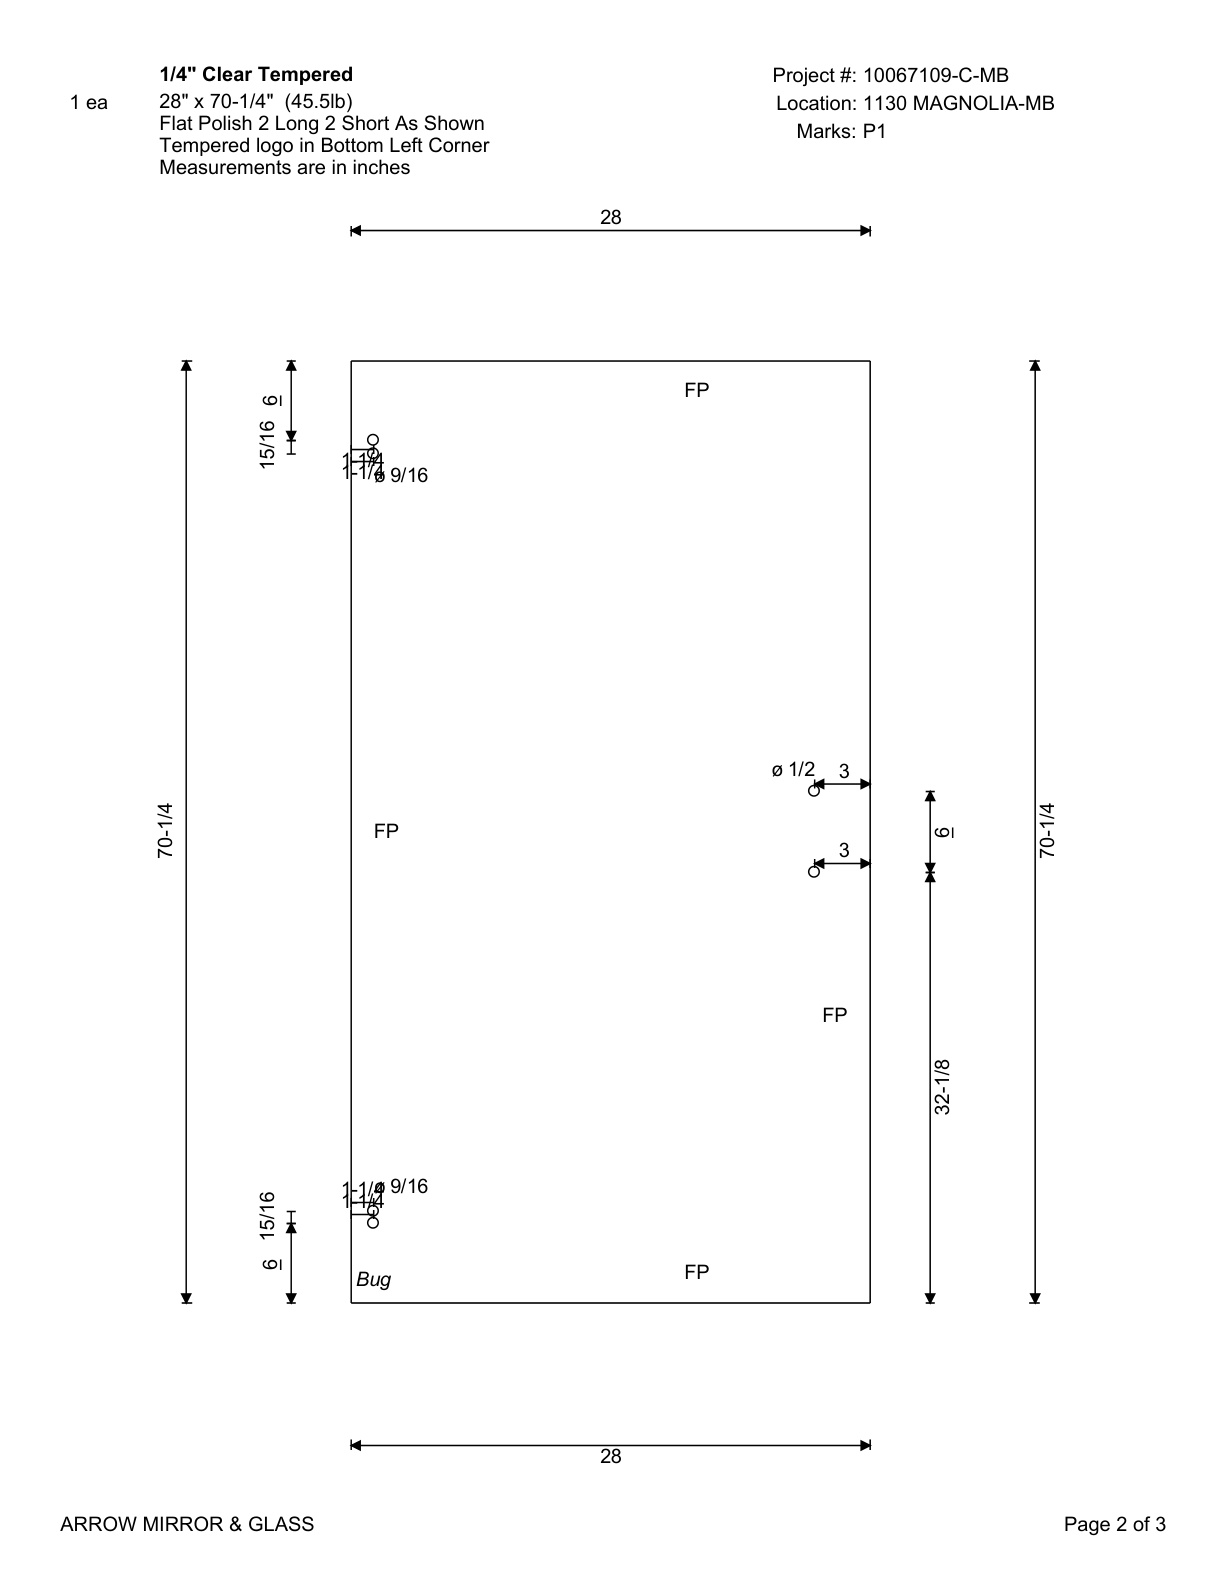 1/4" Clear Tempered
1 ea
28" x 70-1/4"  (45.5lb)
Flat Polish 2 Long 2 Short As Shown
Tempered logo in Bottom Left Corner
Measurements are in inches
Project #: 10067109-C-MB
Location: 1130 MAGNOLIA-MB
Marks: P1
28
6
15/16
FP
1-1/4
1-1/4
ø 9/16
70-1/4
FP
ø 1/2
3
3
6
70-1/4
FP
32-1/8
1-1/4
1-1/4
ø 9/16
15/16
6
Bug
FP
28
ARROW MIRROR & GLASS
Page 2 of 3